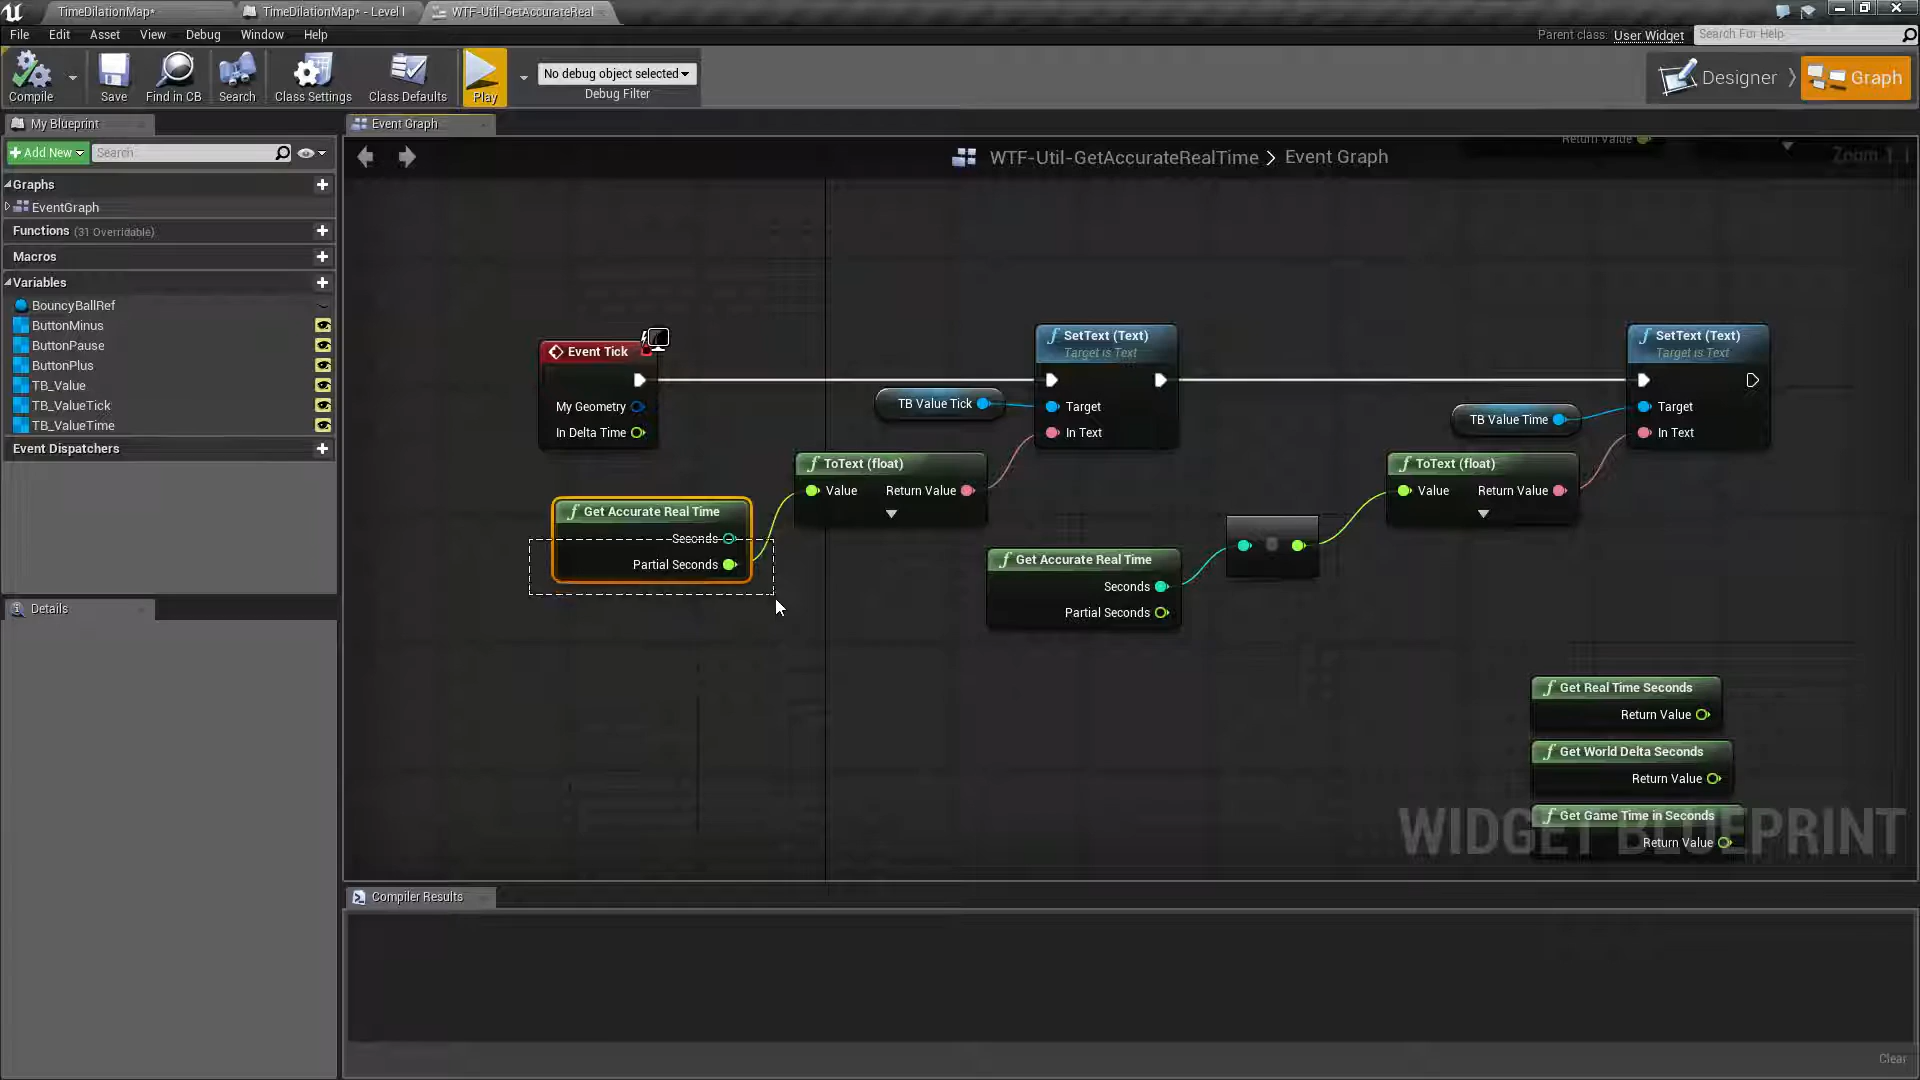 TimeDilationMap*
TimeDilationMap* - Level I
WTF-Util-GetAccurateReal
File
Edit
Asset
View
Debug
Window
Help
Parent class:
User Widget
Search For Help
Compile
Save
Find in CB
Search
Class Settings
Class Defaults
Play
No debug object selected
Debug Filter
Designer
Graph
My Blueprint
Add New
Search
Graphs
EventGraph
Functions (31 Overridable)
Macros
Variables
BouncyBallRef
ButtonMinus
ButtonPause
ButtonPlus
TB_Value
TB_ValueTick
TB_ValueTime
Event Dispatchers
Details
Event Graph
WTF-Util-GetAccurateRealTime > Event Graph
Return Value
Zoom 1:1
Event Tick
My Geometry
In Delta Time
Get Accurate Real Time
Seconds
Partial Seconds
ToText (float)
Value
Return Value
TB Value Tick
SetText (Text)
Target is Text
Target
In Text
Get Accurate Real Time
Seconds
Partial Seconds
ToText (float)
Value
Return Value
TB Value Time
SetText (Text)
Target is Text
Target
In Text
Get Real Time Seconds
Return Value
Get World Delta Seconds
Return Value
Get Game Time in Seconds
Return Value
WIDGET BLUEPRINT
Compiler Results
Clear